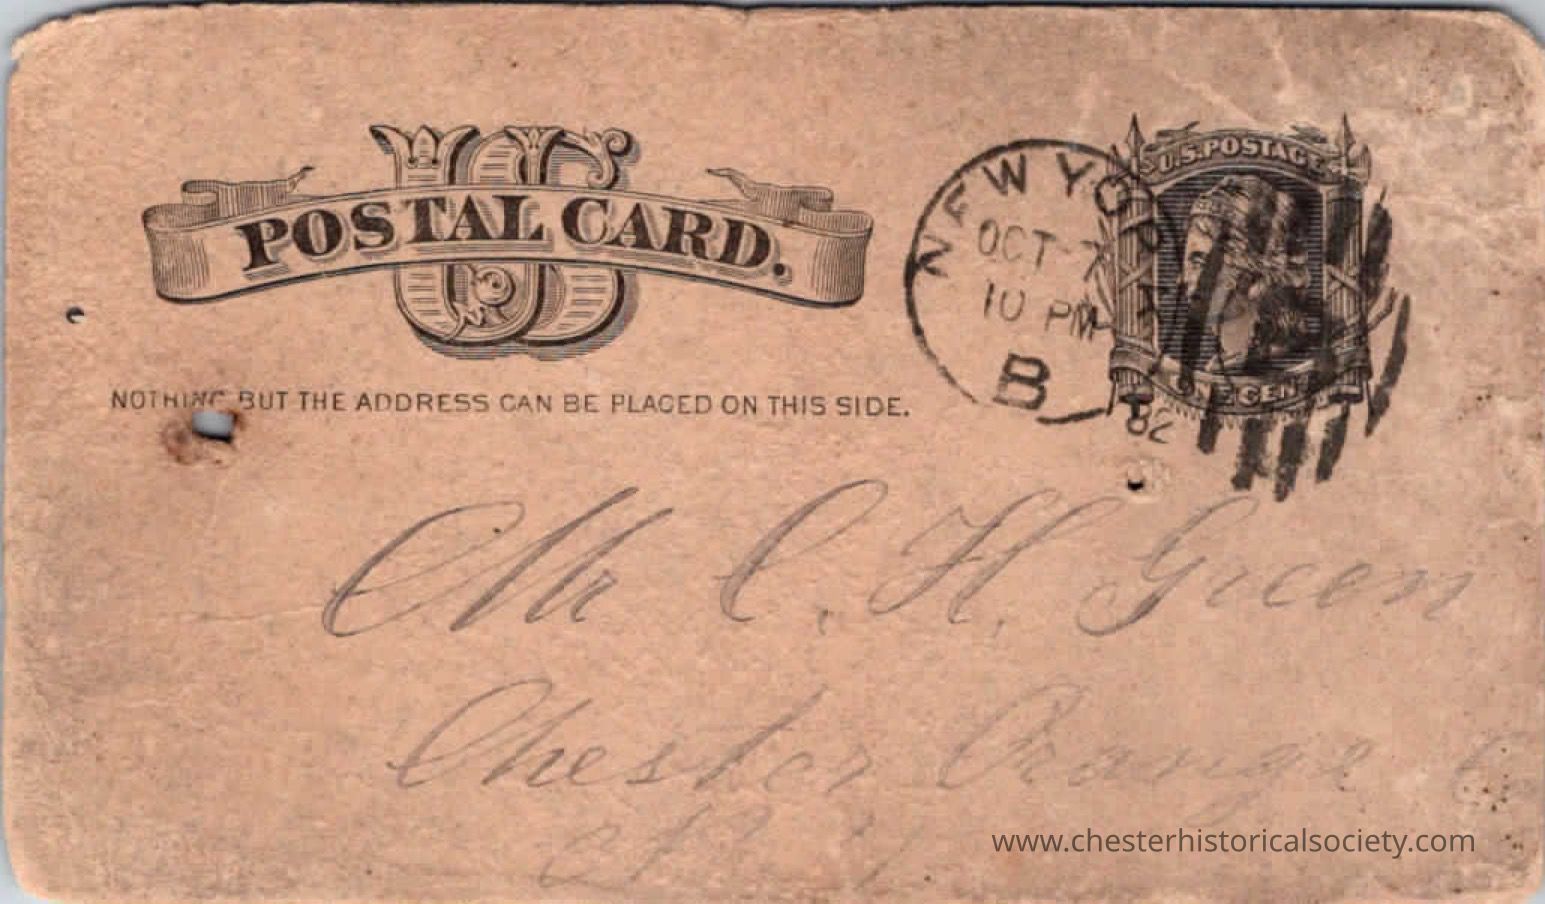 US
POSTAL CARD.
NOTHING BUT THE ADDRESS CAN BE PLACED ON THIS SIDE.
NEW YORK
OCT-7
10 PM
B
82
U.S. POSTAGE
ONE CENT
Mr C. H. Green
Chester Orange C
N. Y.
www.chesterhistoricalsociety.com